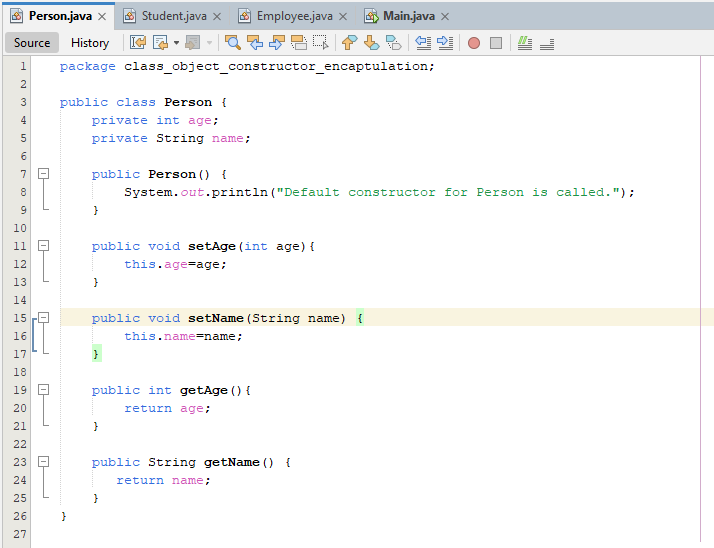 Person.java Student.java Employee.java Main.java
Source History
1 package class_object_constructor_encaptulation;
2
3 public class Person {
4 private int age;
5 private String name;
6
7 public Person() {
8 System.out.println("Default constructor for Person is called.");
9 }
10
11 public void setAge(int age){
12 this.age=age;
13 }
14
15 public void setName(String name) {
16 this.name=name;
17 }
18
19 public int getAge(){
20 return age;
21 }
22
23 public String getName() {
24 return name;
25 }
26 }
27